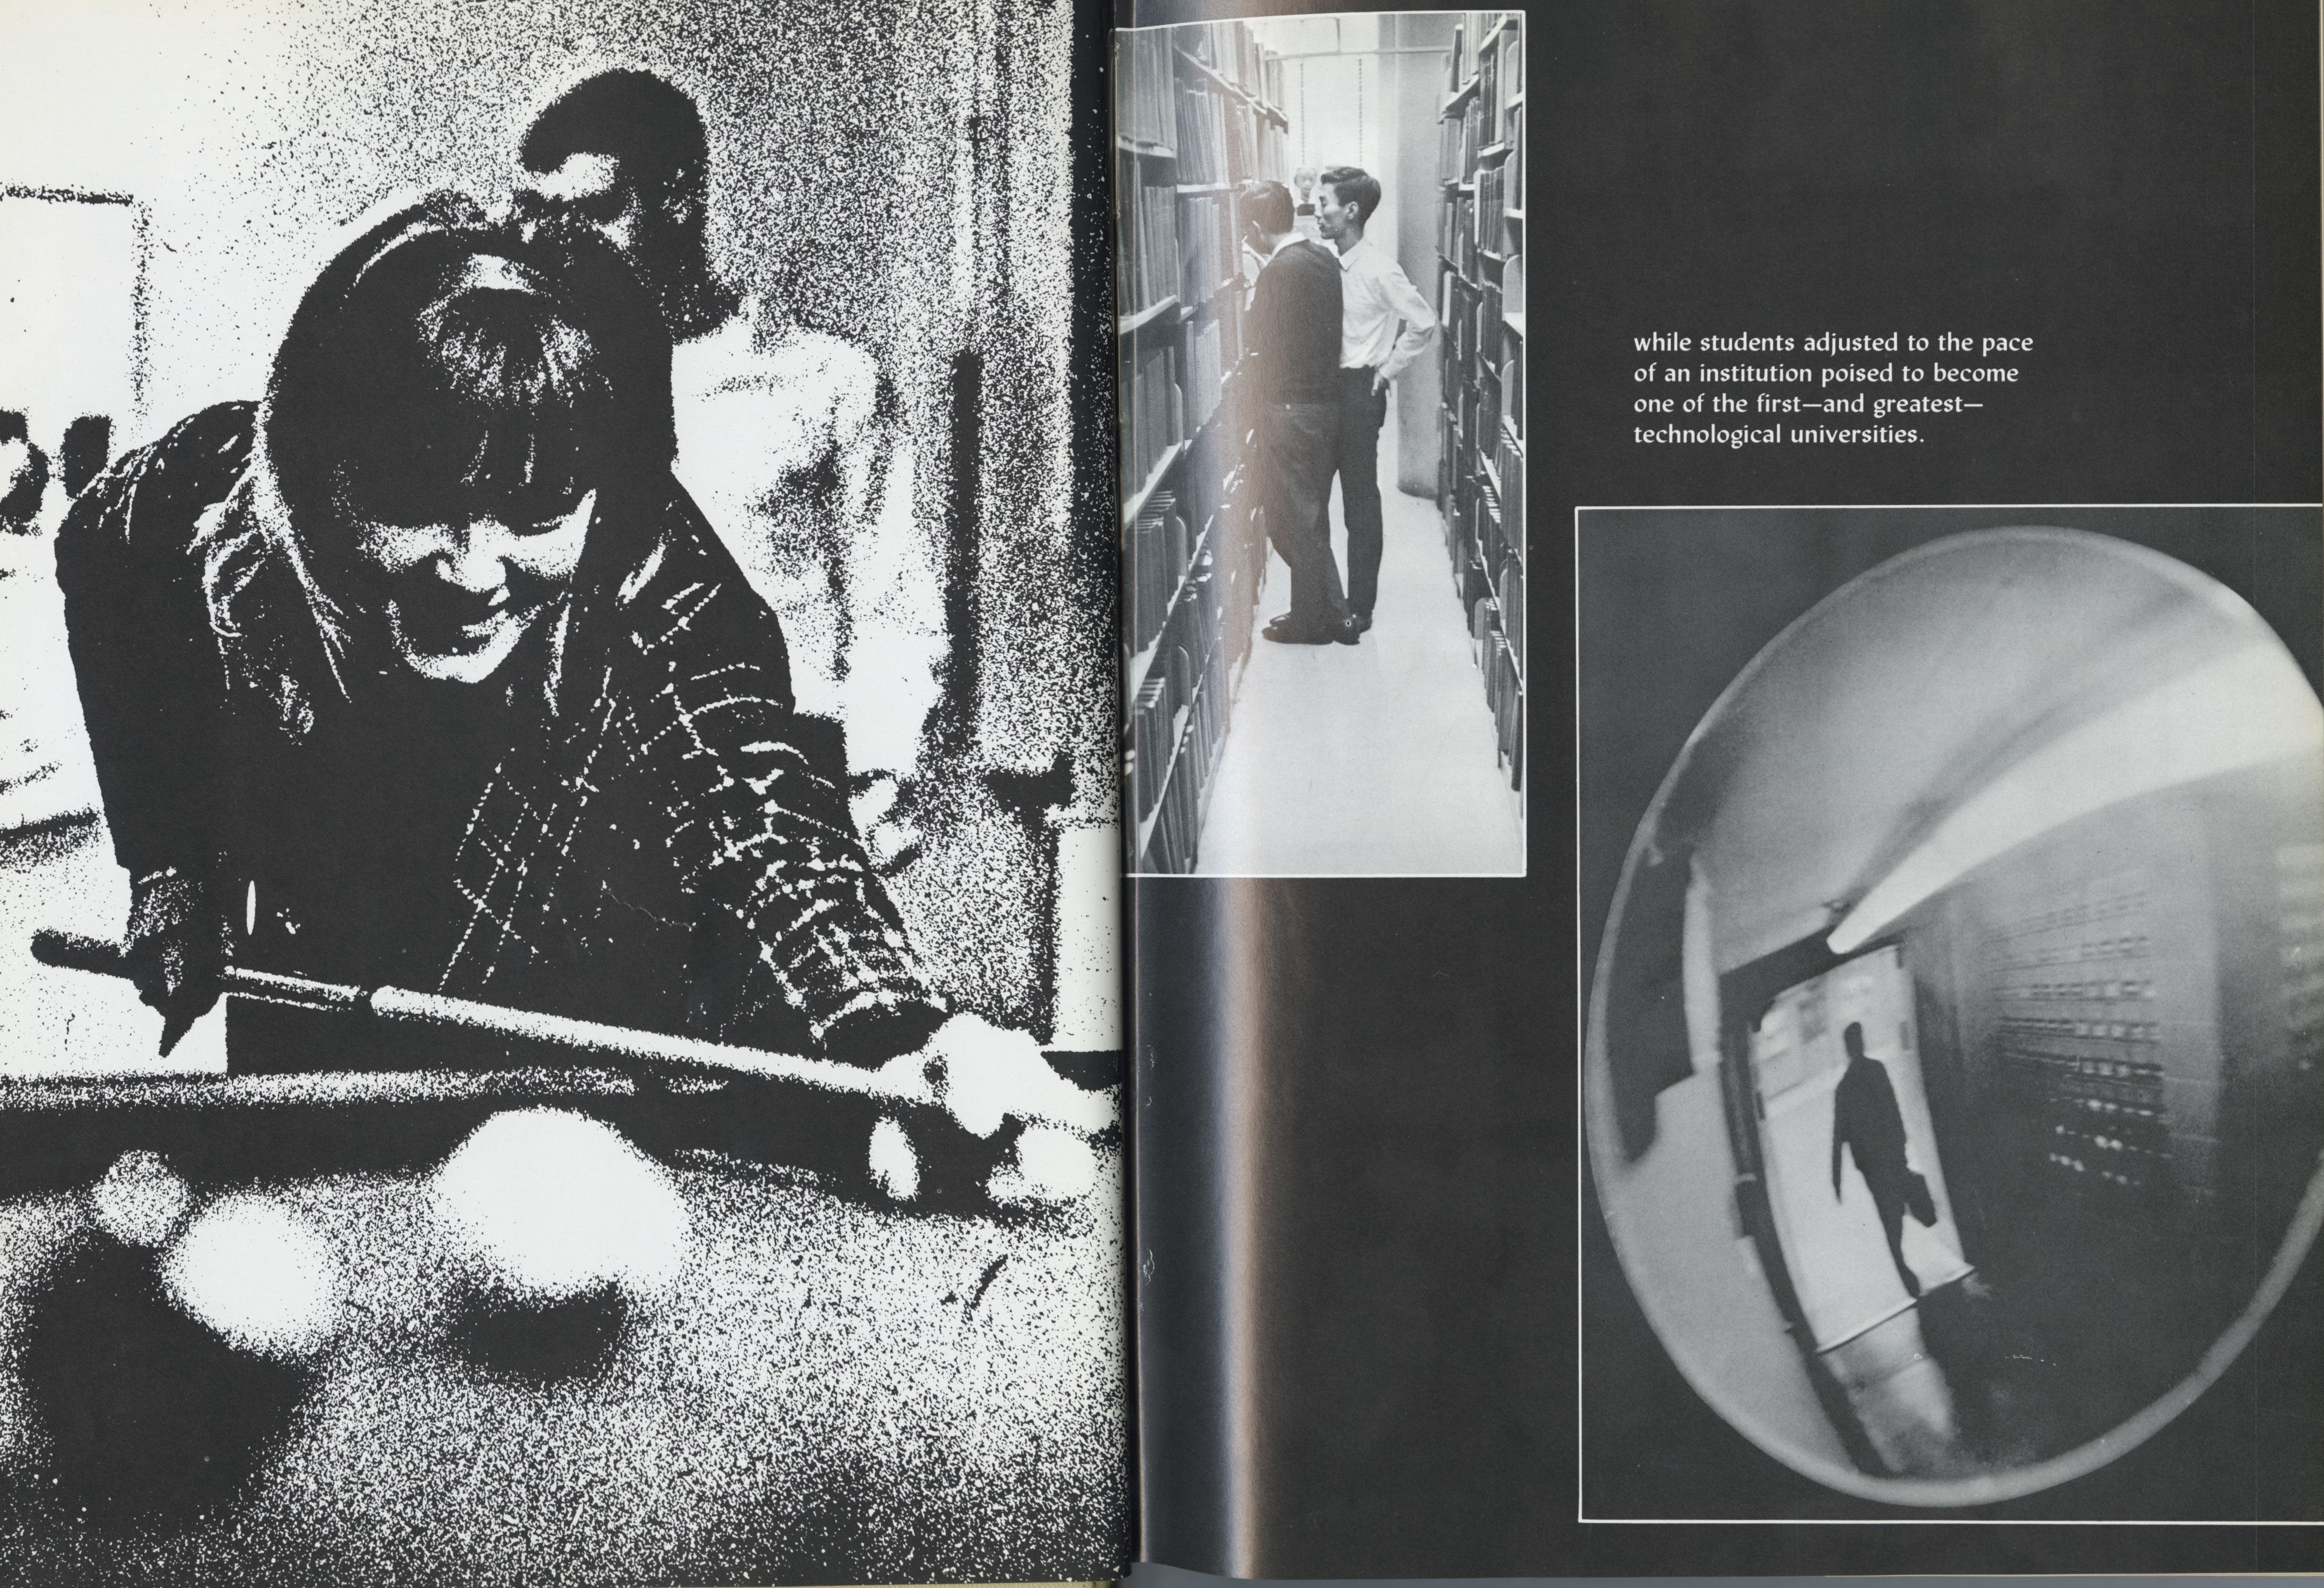 while students adjusted to the pace
of an institution poised to become
one of the first—and greatest—
technological universities.